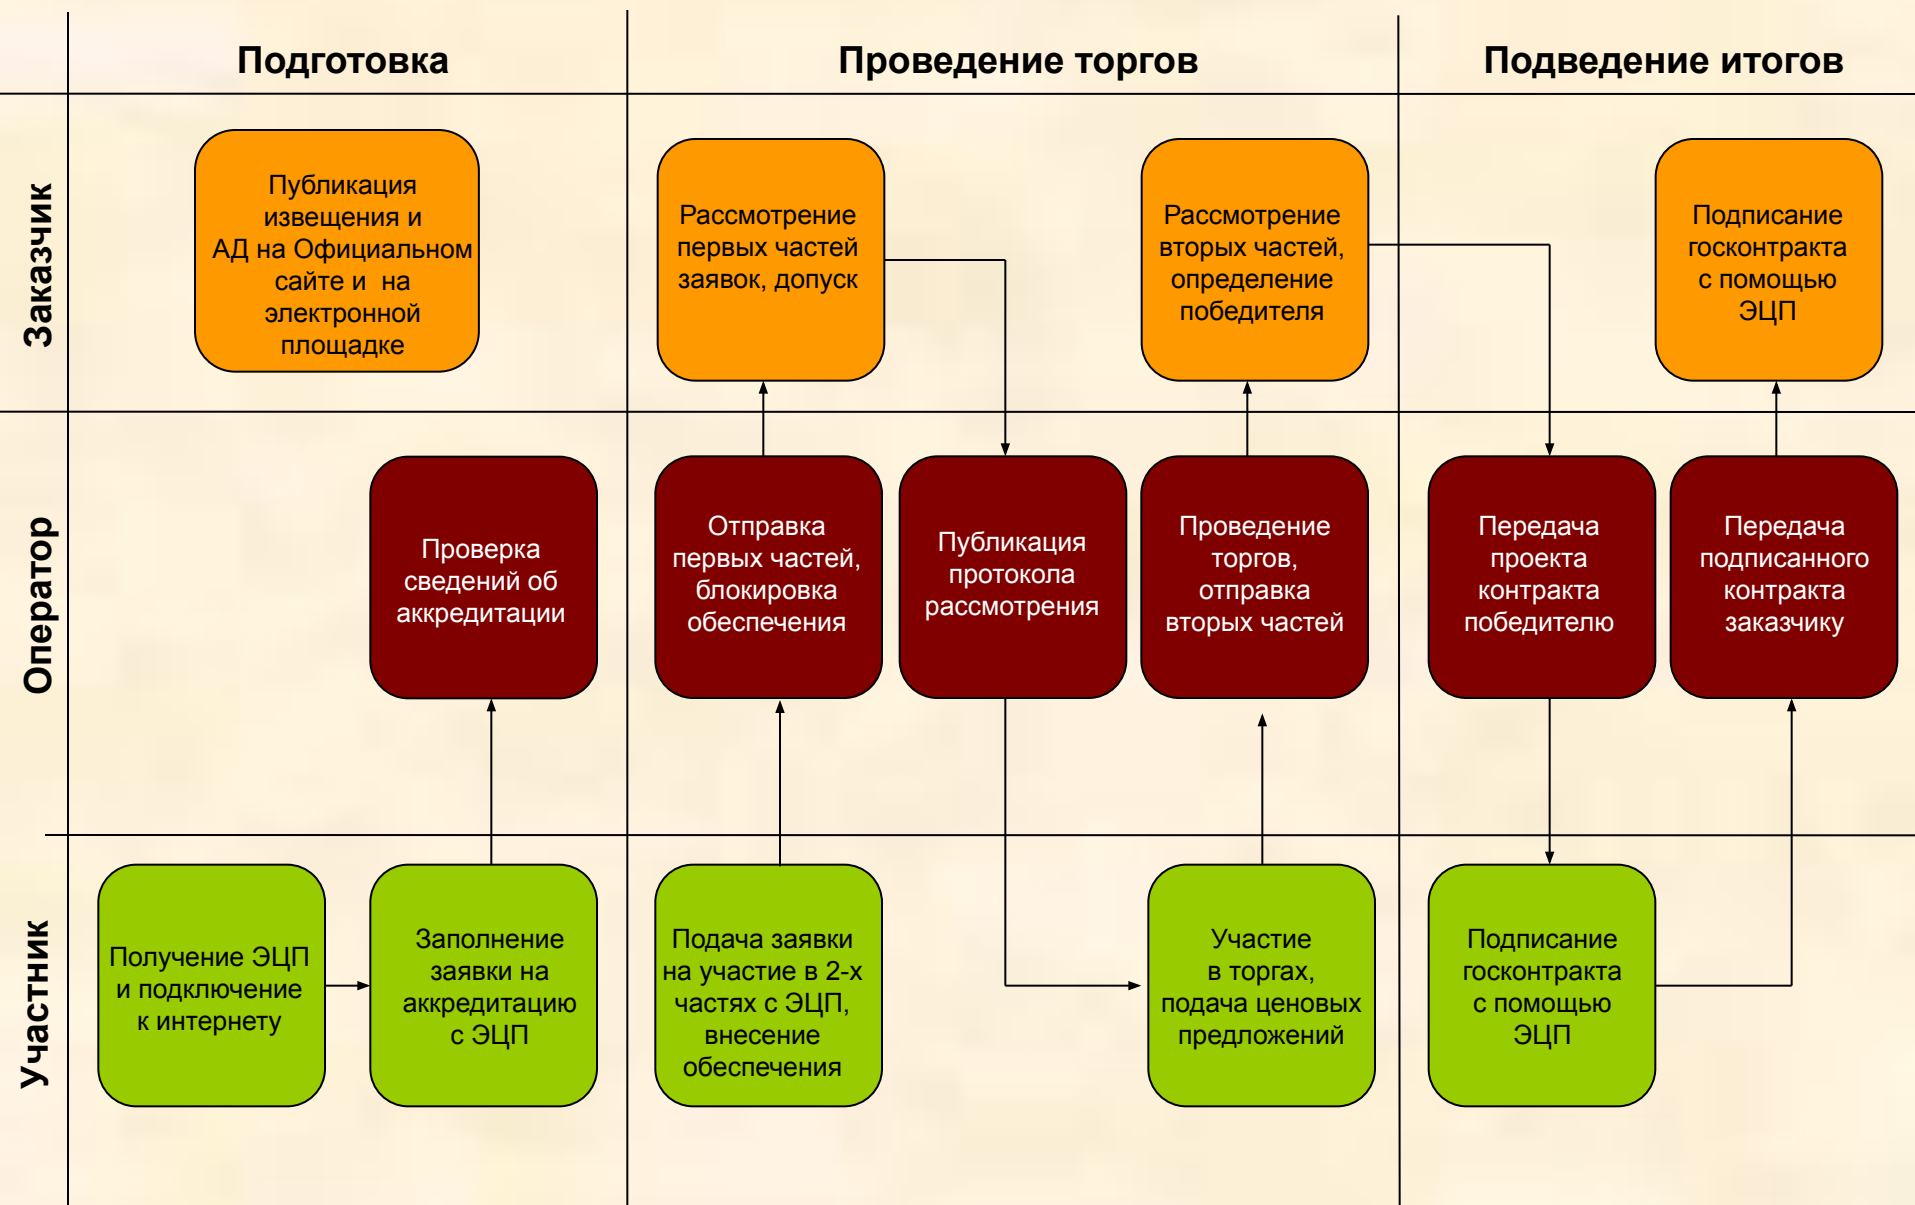 Подготовка
Проведение торгов
Подведение итогов
Заказчик
Публикация
извещения и
АД на Официальном
сайте и на
электронной
площадке
Рассмотрение
первых частей
заявок, допуск
Рассмотрение
вторых частей,
определение
победителя
Подписание
госконтракта
с помощью
ЭЦП
Оператор
Проверка
сведений об
аккредитации
Отправка
первых частей,
блокировка
обеспечения
Публикация
протокола
рассмотрения
Проведение
торгов,
отправка
вторых частей
Передача
проекта
контракта
победителю
Передача
подписанного
контракта
заказчику
Участник
Получение ЭЦП
и подключение
к интернету
Заполнение
заявки на
аккредитацию
с ЭЦП
Подача заявки
на участие в 2-х
частях с ЭЦП,
внесение
обеспечения
Участие
в торгах,
подача ценовых
предложений
Подписание
госконтракта
с помощью
ЭЦП